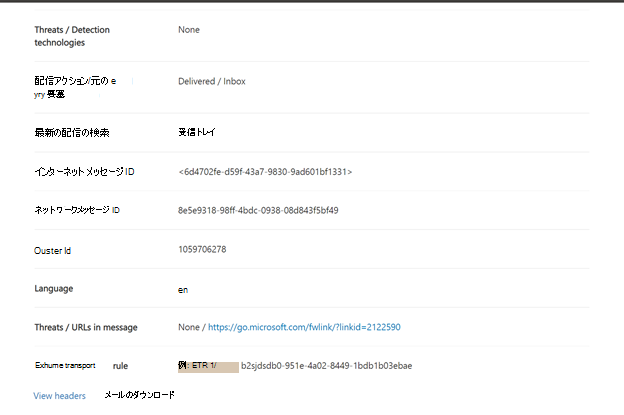 Threats / Detection technologies None
配信アクション/元の e
yry 要塞 Delivered / Inbox
最新の配信の検索 受信トレイ
インターネット メッセージ ID <6d4702fe-d59f-43a7-9830-9ad601bf1331>
ネットワークメッセージ ID 8e5e9318-98ff-4bdc-0938-08d843f5bf49
Ouster Id 1059706278
Language en
Threats / URLs in message None / https://go.microsoft.com/fwlink/?linkid=2122590
Exhume transport rule 例: ETR 1/ b2sjdsdb0-951e-4a02-8449-1bdb1b03ebae
View headers メールのダウンロード